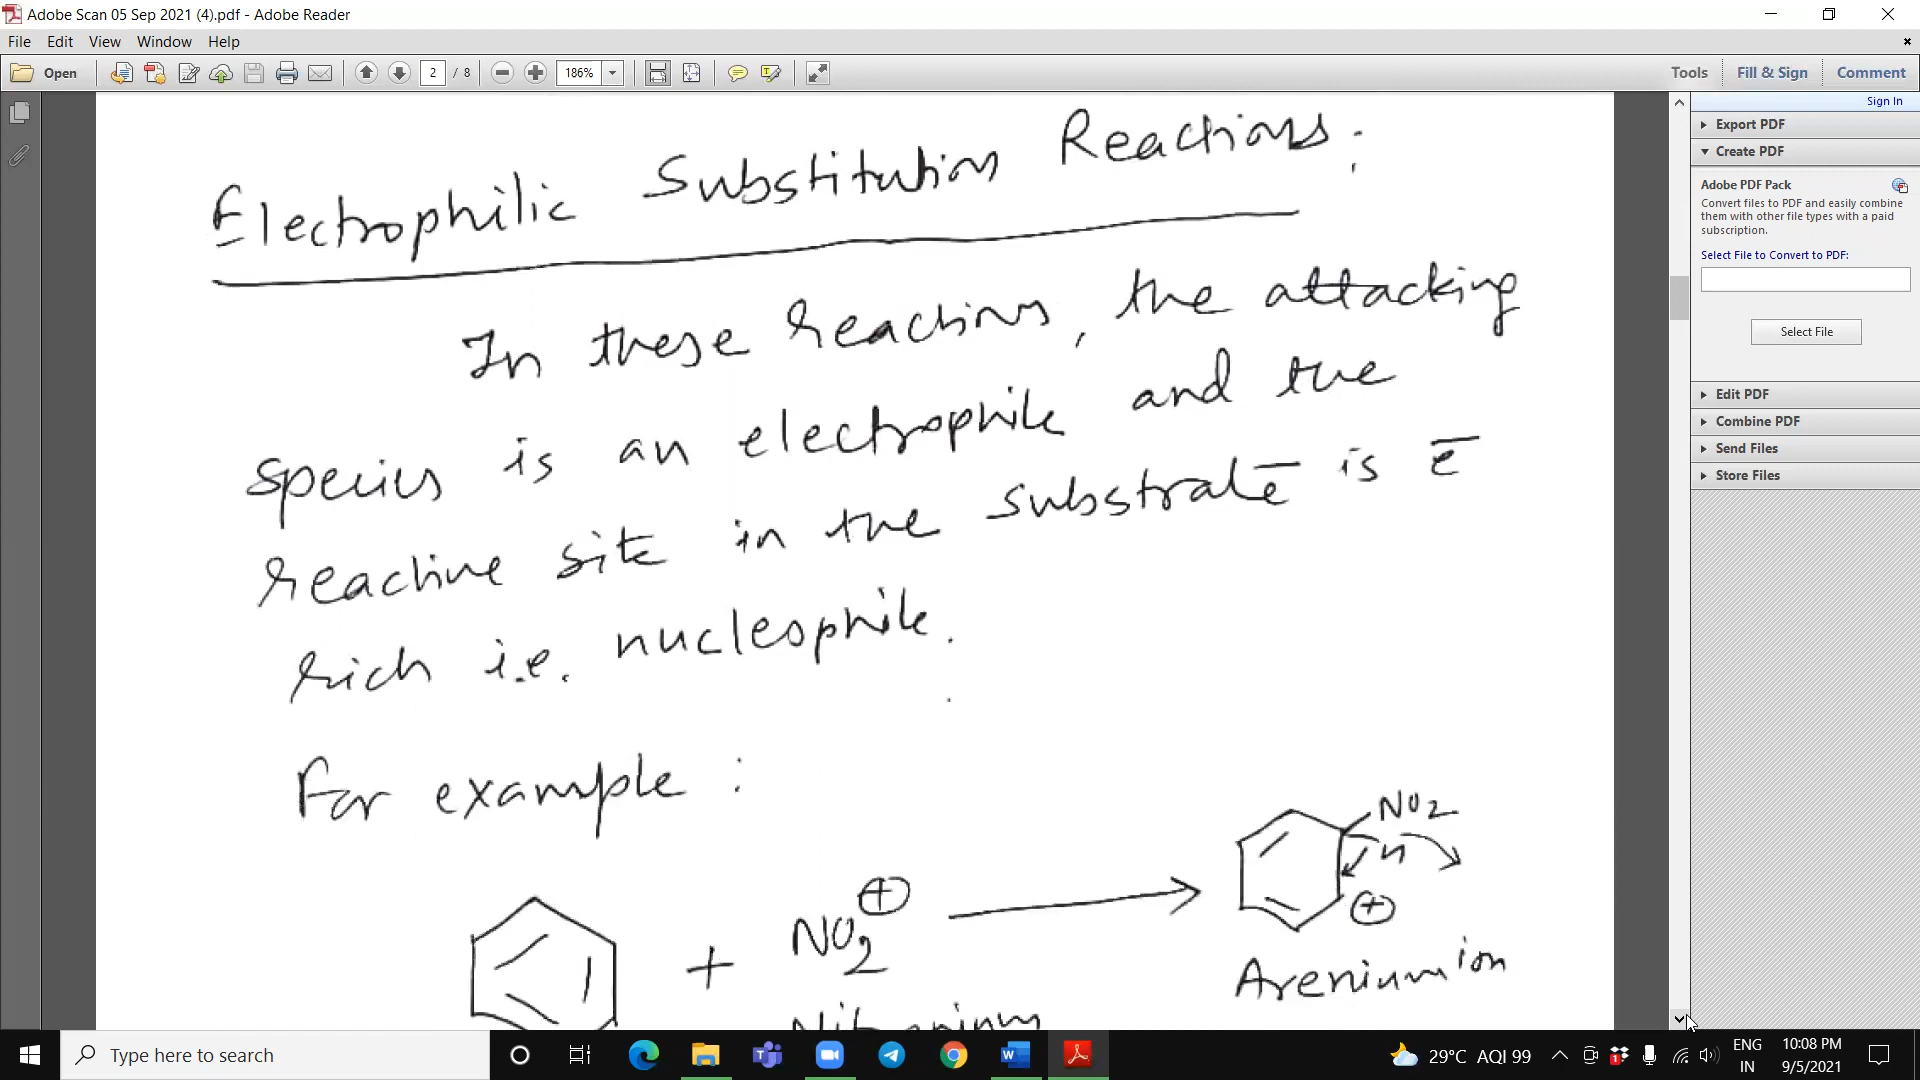 Adobe Scan 05 Sep 2021 (4).pdf - Adobe Reader
File Edit View Window Help
Open 2 / 8 186% Tools Fill & Sign Comment
Sign In
Export PDF
Create PDF
Adobe PDF Pack
Convert files to PDF and easily combine
them with other file types with a paid
subscription.
Select File to Convert to PDF:
Select File
Edit PDF
Combine PDF
Send Files
Store Files
Electrophilic Substitution Reactions:
In these reactions, the attacking
species is an electrophile and the
reactive site in the substrate is e̅
rich i.e. nucleophile.
For example :
NO2
H
⊕
+ NO2⊕
Arenium ion
Nitronium
Type here to search
29°C AQI 99
ENG
IN
10:08 PM
9/5/2021